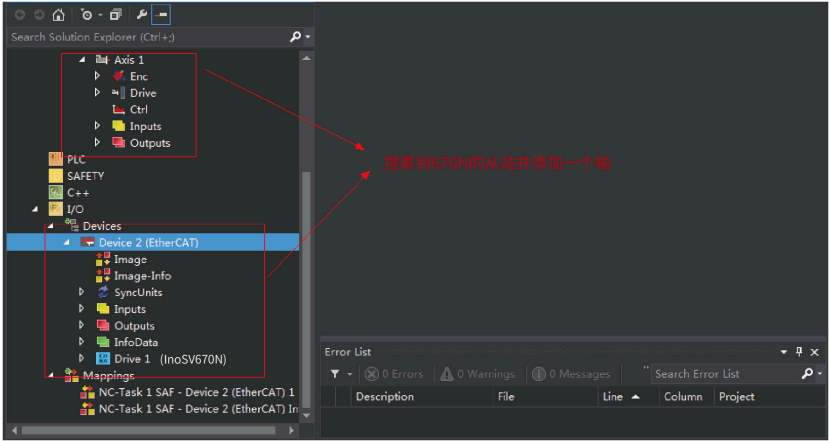 Search Solution Explorer (Ctrl+;)
Axis 1
Enc
Drive
Ctrl
Inputs
Outputs
PLC
SAFETY
C++
I/O
Devices
Device 2 (EtherCAT)
Image
Image-Info
SyncUnits
Inputs
Outputs
InfoData
Drive 1 (InoSV670N)
Mappings
NC-Task 1 SAF - Device 2 (EtherCAT) 1
NC-Task 1 SAF - Device 2 (EtherCAT) In
搜索到670N的从站并添加一个轴
Error List
0 Errors 0 Warnings 0 Messages Search Error List
Description File Line Column Project